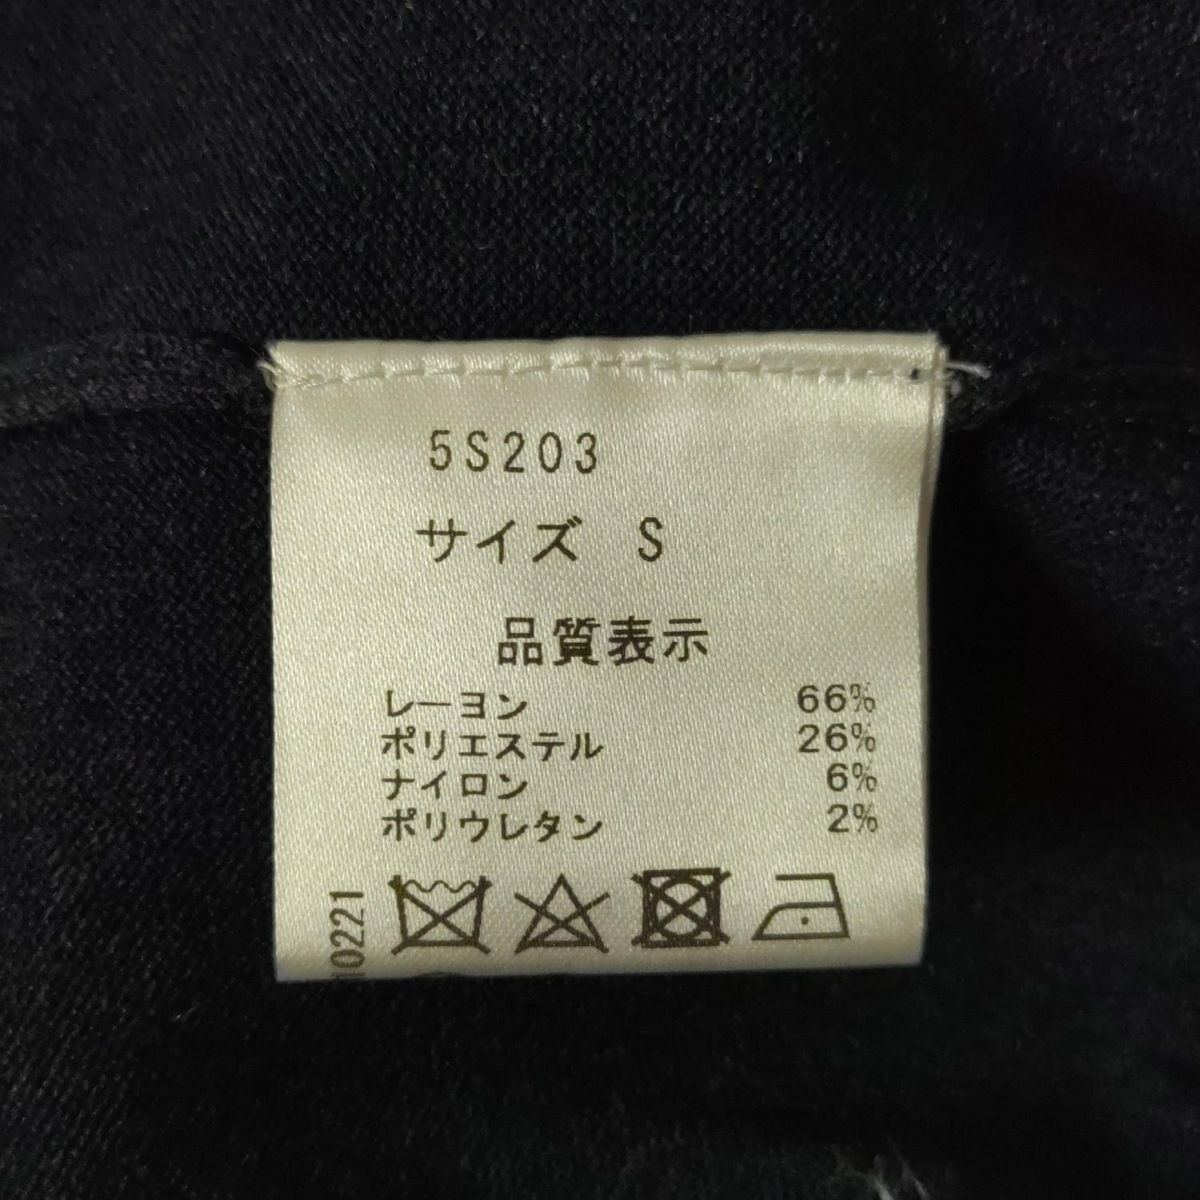 5S203
サイズ S
品質表示
レーヨン 66%
ポリエステル 26%
ナイロン 6%
ポリウレタン 2%
10221